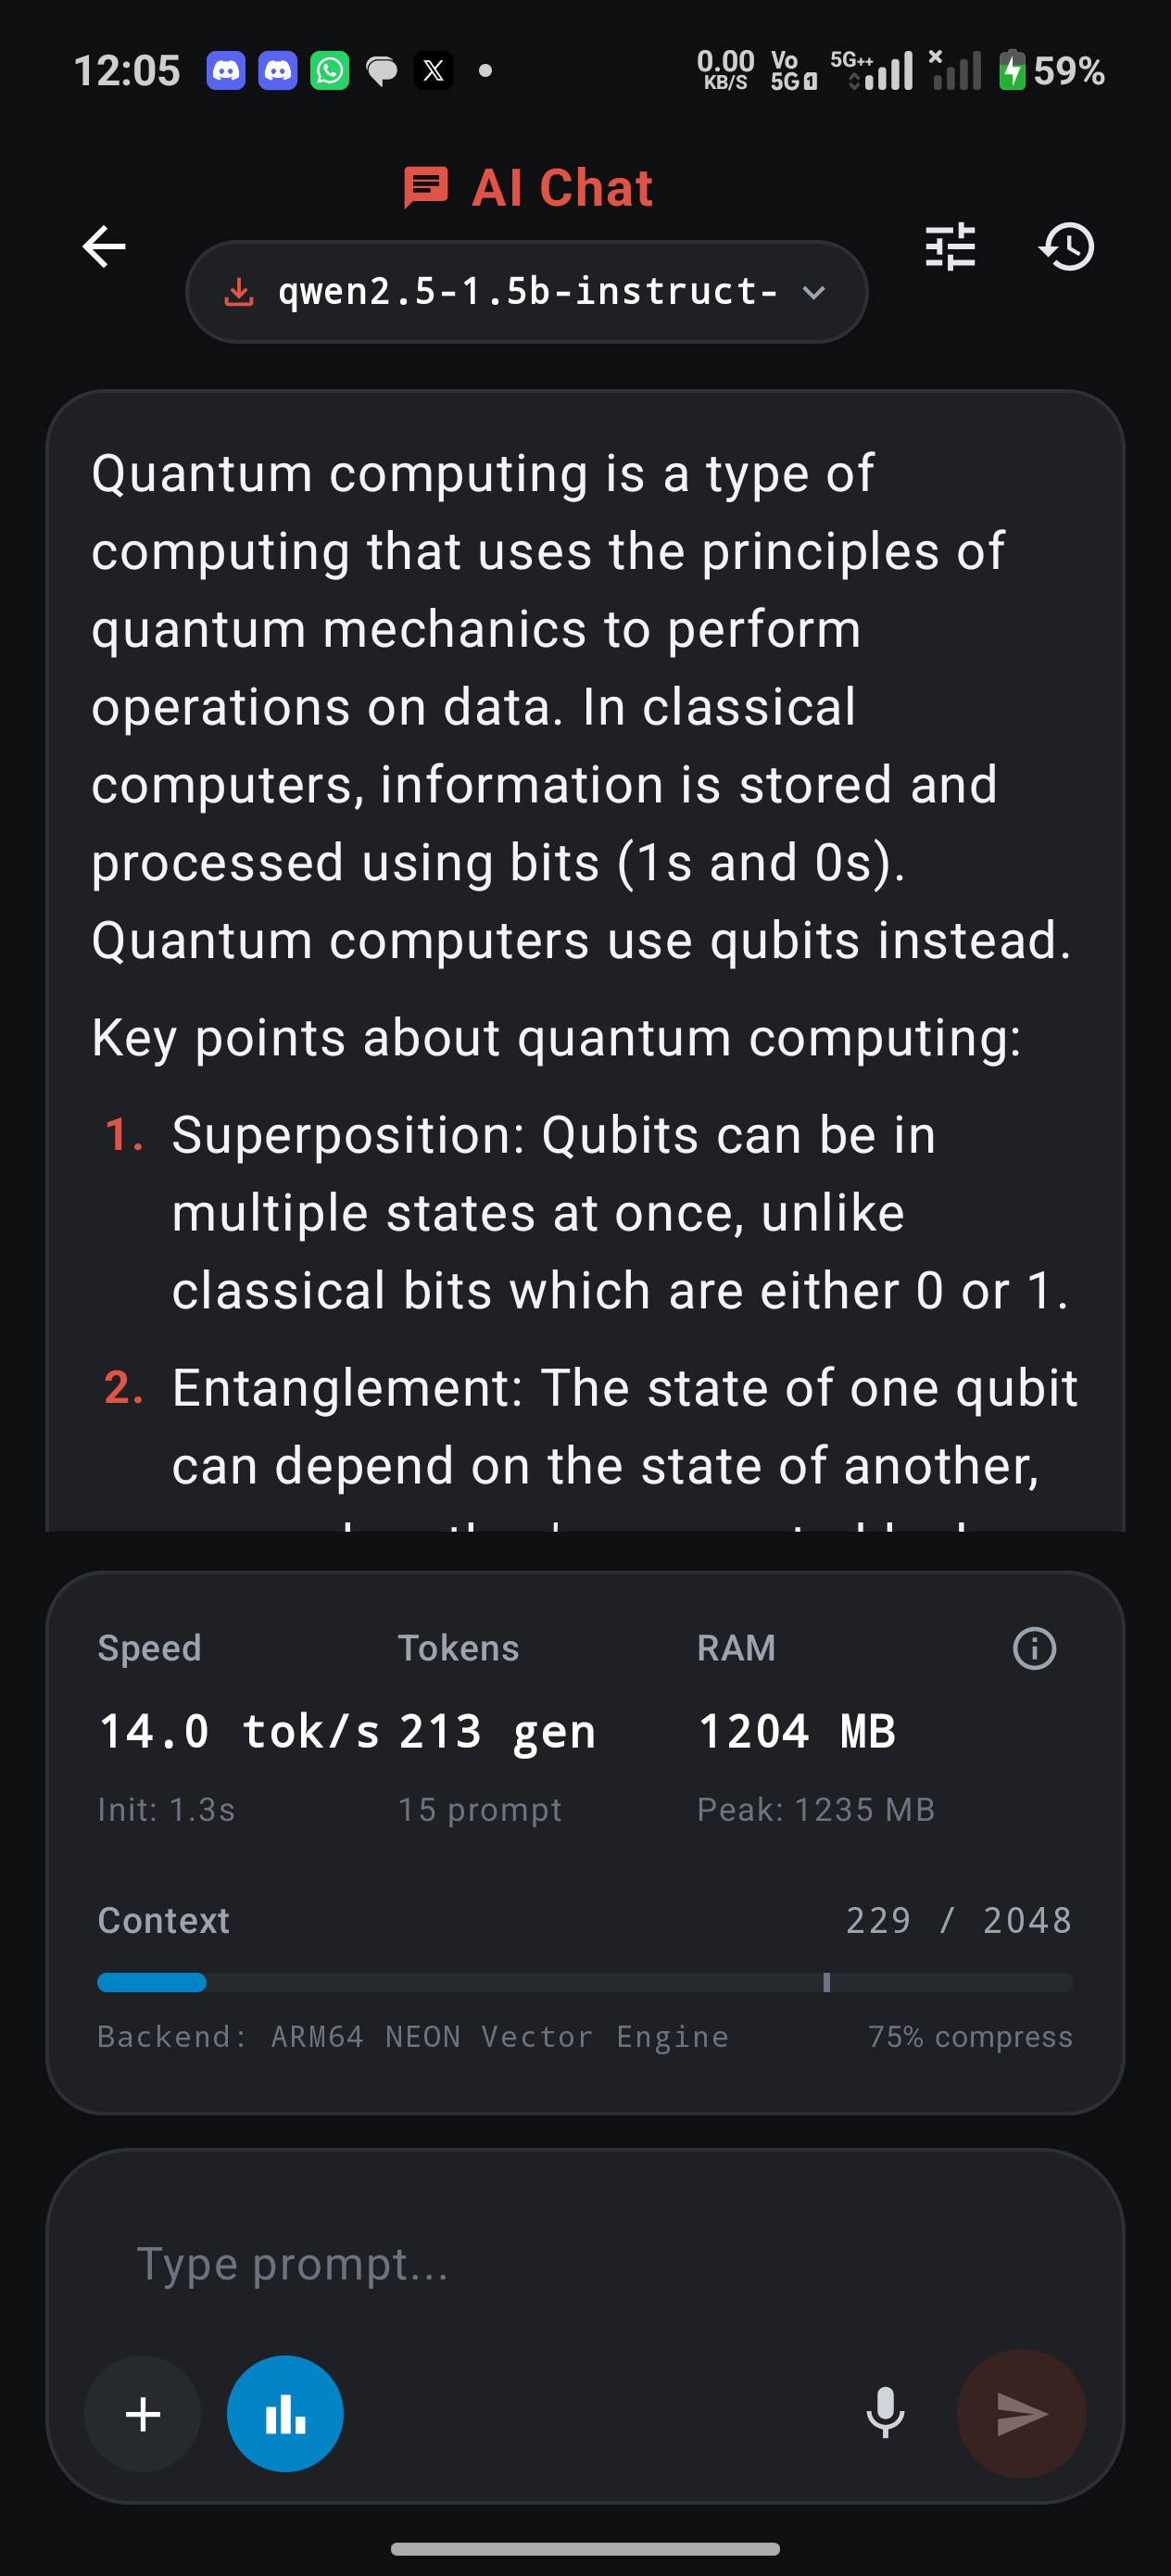 12:05
0.00 KB/S Vo 5G 1 5G++ 59%
AI Chat
qwen2.5-1.5b-instruct-
Quantum computing is a type of
computing that uses the principles of
quantum mechanics to perform
operations on data. In classical
computers, information is stored and
processed using bits (1s and 0s).
Quantum computers use qubits instead.
Key points about quantum computing:
1. Superposition: Qubits can be in
multiple states at once, unlike
classical bits which are either 0 or 1.
2. Entanglement: The state of one qubit
can depend on the state of another,
Speed Tokens RAM
14.0 tok/s 213 gen 1204 MB
Init: 1.3s 15 prompt Peak: 1235 MB
Context 229 / 2048
Backend: ARM64 NEON Vector Engine 75% compress
Type prompt...